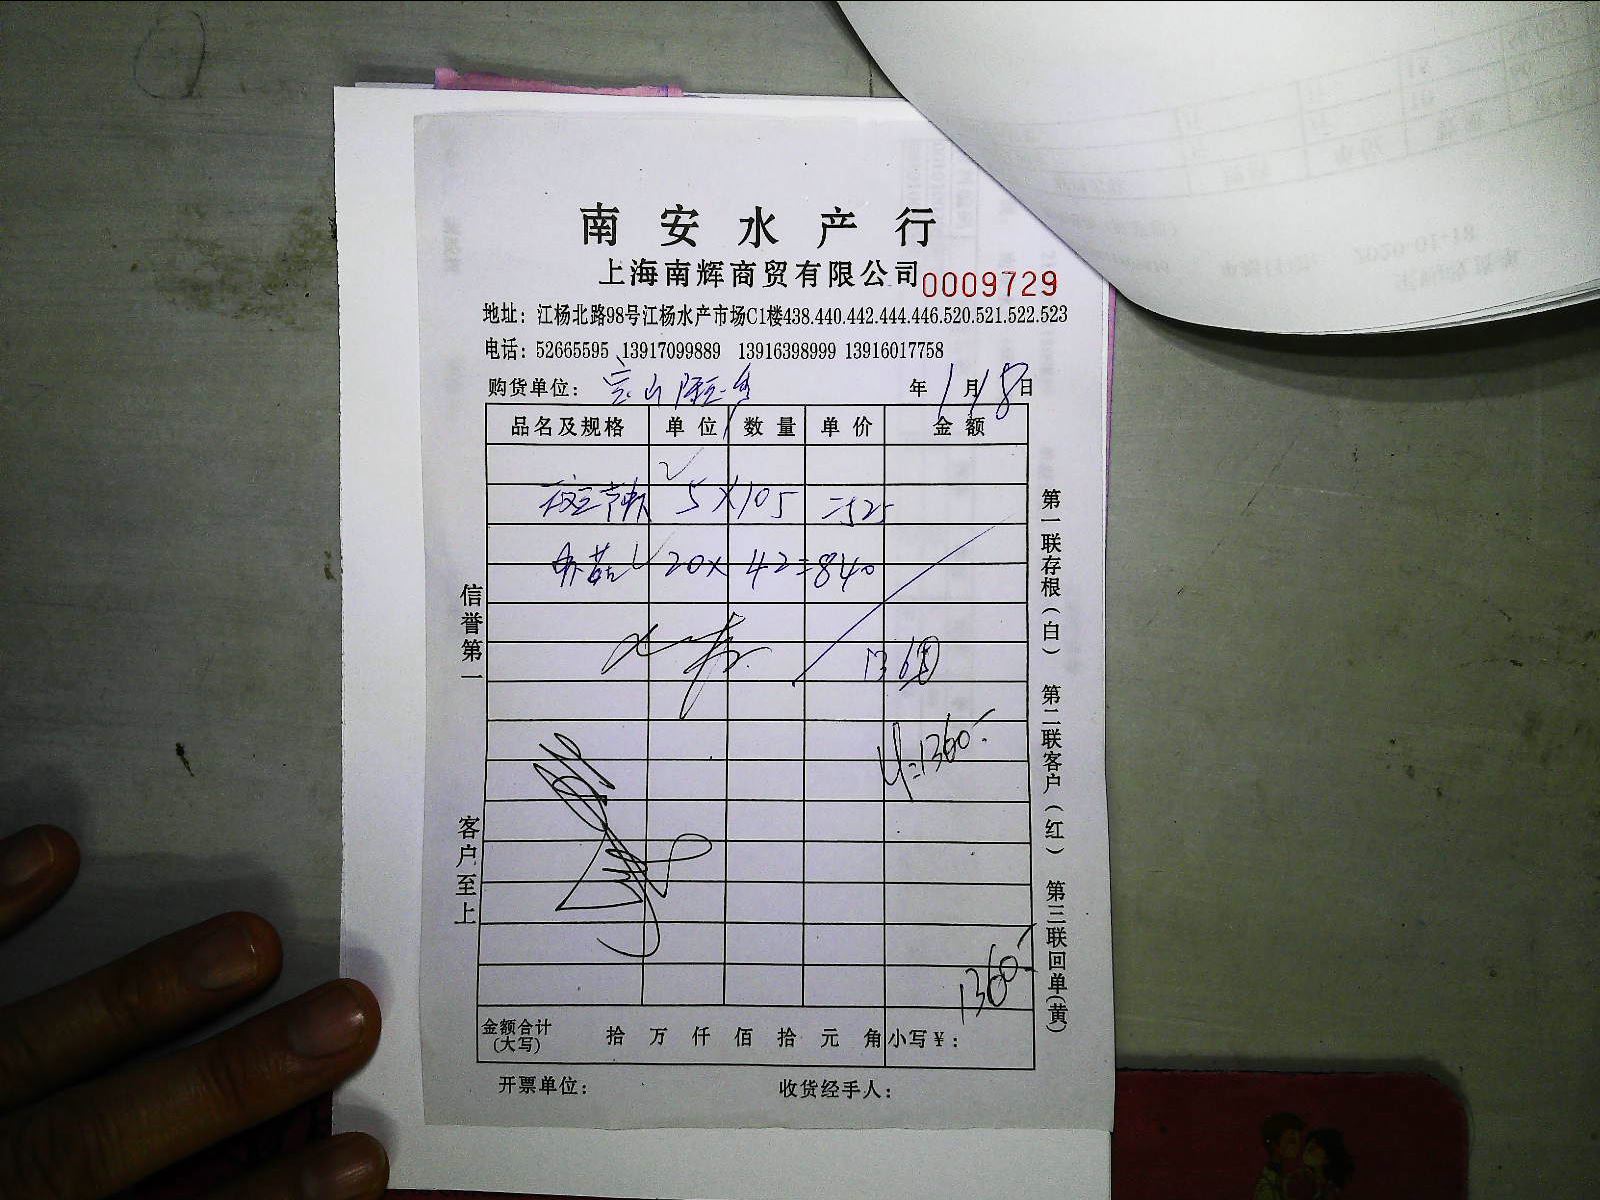 南安水产行
上海南辉商贸有限公司 0009729
地址：江杨北路98号江杨水产市场C1楼438.440.442.444.446.520.521.522.523
电话：52665595 13917099889 13916398999 13916017758
购货单位： 宝山 年 1 月 18 日
品名及规格 单位 数量 单价 金额
5×105 =525
20× 42=840
1360
¥=1360.-
1360.-
金额合计(大写) 拾 万 仟 佰 拾 元 角 小写¥：
开票单位： 收货经手人：
信誉第一 客户至上
第一联存根(白) 第二联客户(红) 第三联回单(黄)